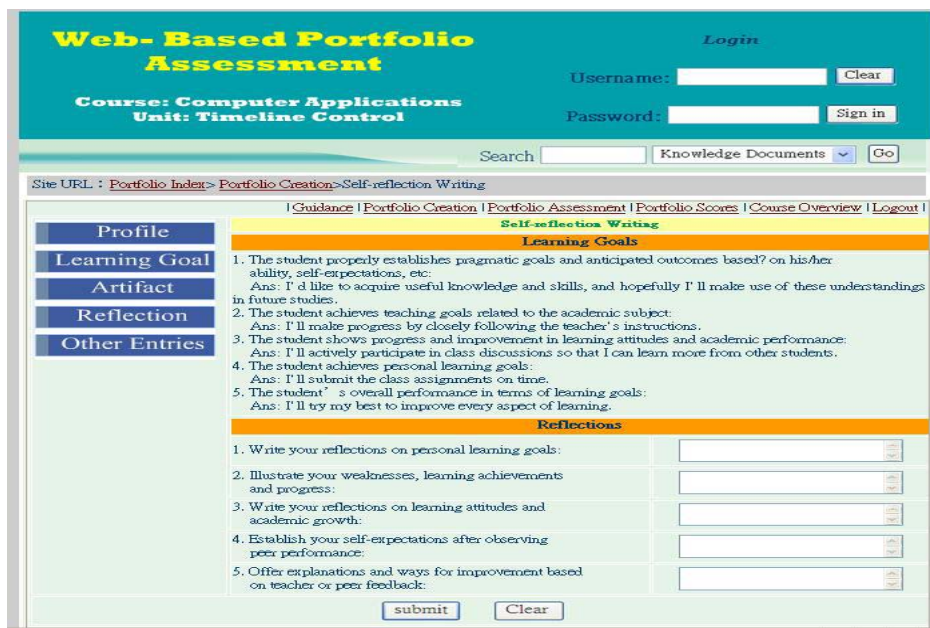 Web- Based Portfolio
Assessment
Course: Computer Applications
Unit: Timeline Control
Login
Username:
Clear
Password:
Sign in
Search
Knowledge Documents
Go
Site URL : Portfolio Index> Portfolio Creation>Self-reflection Writing
| Guidance | Portfolio Creation | Portfolio Assessment | Portfolio Scores | Course Overview | Logout |
Profile
Learning Goal
Artifact
Reflection
Other Entries
Self-reflection Writing
Learning Goals
1. The student properly establishes pragmatic goals and anticipated outcomes based? on his/her
ability, self-expectations, etc:
Ans: I' d like to acquire useful knowledge and skills, and hopefully I' ll make use of these understandings
in future studies.
2. The student achieves teaching goals related to the academic subject:
Ans: I'll make progress by closely following the teacher's instructions.
3. The student shows progress and improvement in learning attitudes and academic performance:
Ans: I'll actively participate in class discussions so that I can learn more from other students.
4. The student achieves personal learning goals:
Ans: I'll submit the class assignments on time.
5. The student' s overall performance in terms of learning goals:
Ans: I'll try my best to improve every aspect of learning.
Reflections
1. Write your reflections on personal learning goals:
2. Illustrate your weaknesses, learning achievements
and progress:
3. Write your reflections on learning attitudes and
academic growth:
4. Establish your self-expectations after observing
peer performance:
5. Offer explanations and ways for improvement based
on teacher or peer feedback:
submit
Clear